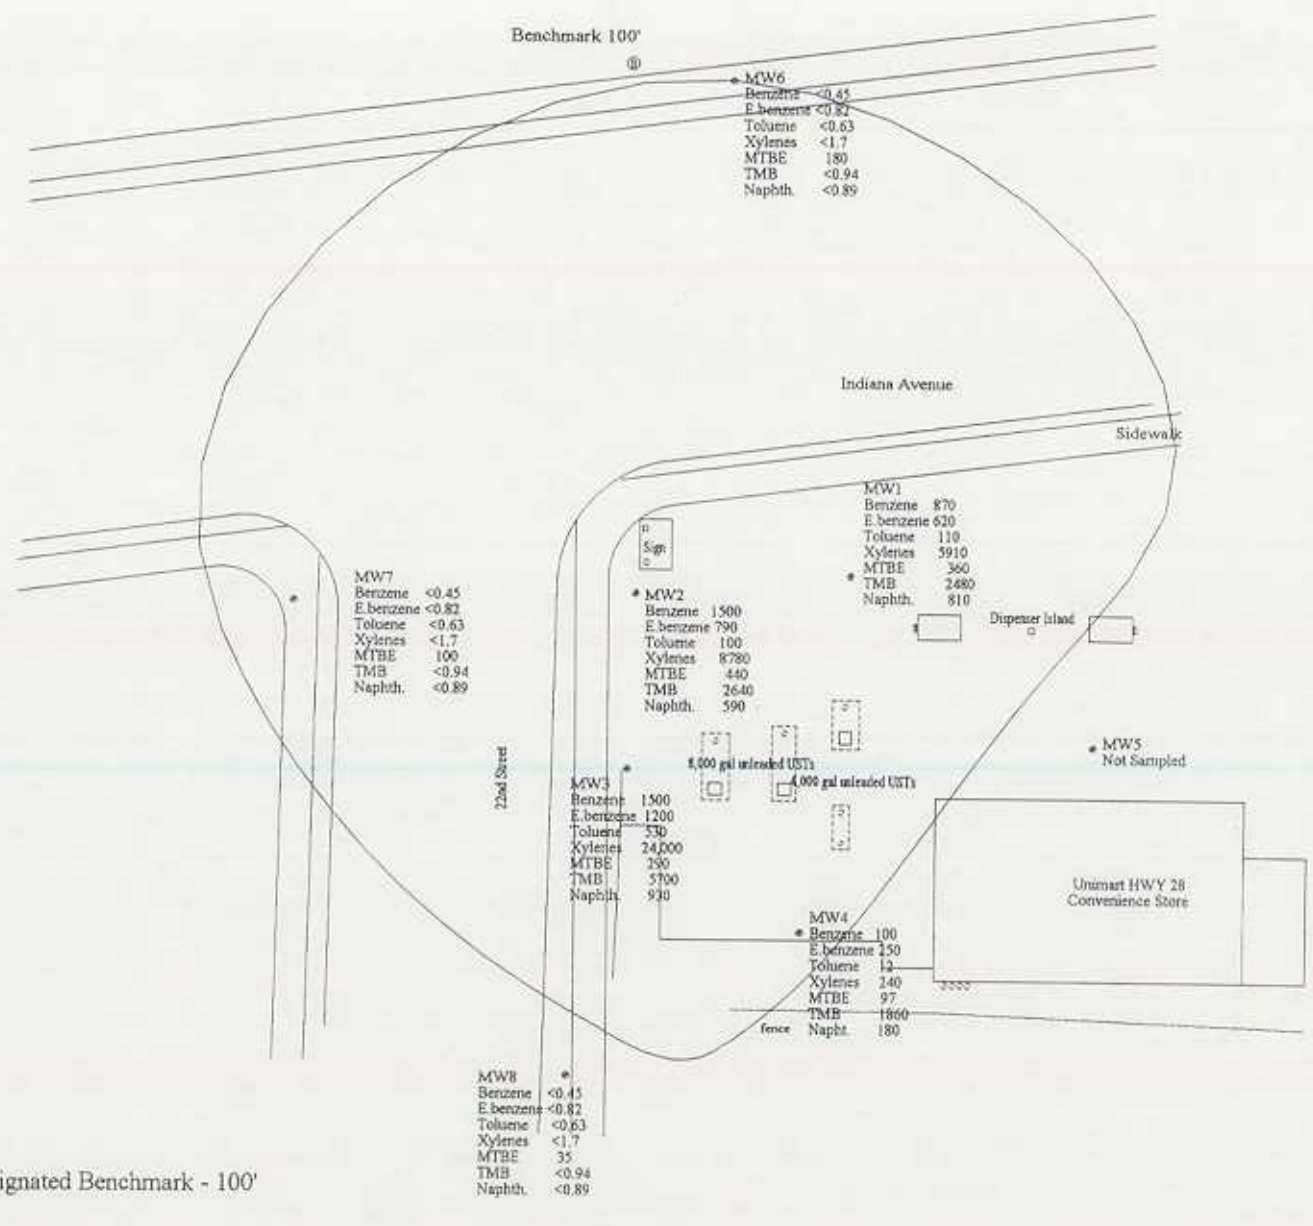 Benchmark 100'
B
MW6
Benzene <0.45
E.benzene <0.82
Toluene <0.63
Xylenes <1.7
MTBE 180
TMB <0.94
Naphth. <0.89
Indiana Avenue
Sidewalk
MW1
Benzene 870
E.benzene 620
Toluene 110
Xylenes 5910
MTBE 360
TMB 2480
Naphth. 810
Sign
MW7
Benzene <0.45
E.benzene <0.82
Toluene <0.63
Xylenes <1.7
MTBE 100
TMB <0.94
Naphth. <0.89
MW2
Benzene 1500
E.benzene 790
Toluene 100
Xylenes 8780
MTBE 440
TMB 2640
Naphth. 590
Dispenser Island
MW5
Not Sampled
22nd Street
8,000 gal unleaded USTs
4,000 gal unleaded USTs
MW3
Benzene 1500
E.benzene 1200
Toluene 530
Xylenes 24,000
MTBE 290
TMB 5700
Naphth. 930
Unimart HWY 28
Convenience Store
MW4
Benzene 100
E.benzene 250
Toluene 12
Xylenes 240
MTBE 97
TMB 1860
Napht. 180
fence
MW8
Benzene <0.45
E.benzene <0.82
Toluene <0.63
Xylenes <1.7
MTBE 35
TMB <0.94
Naphth. <0.89
ignated Benchmark - 100'